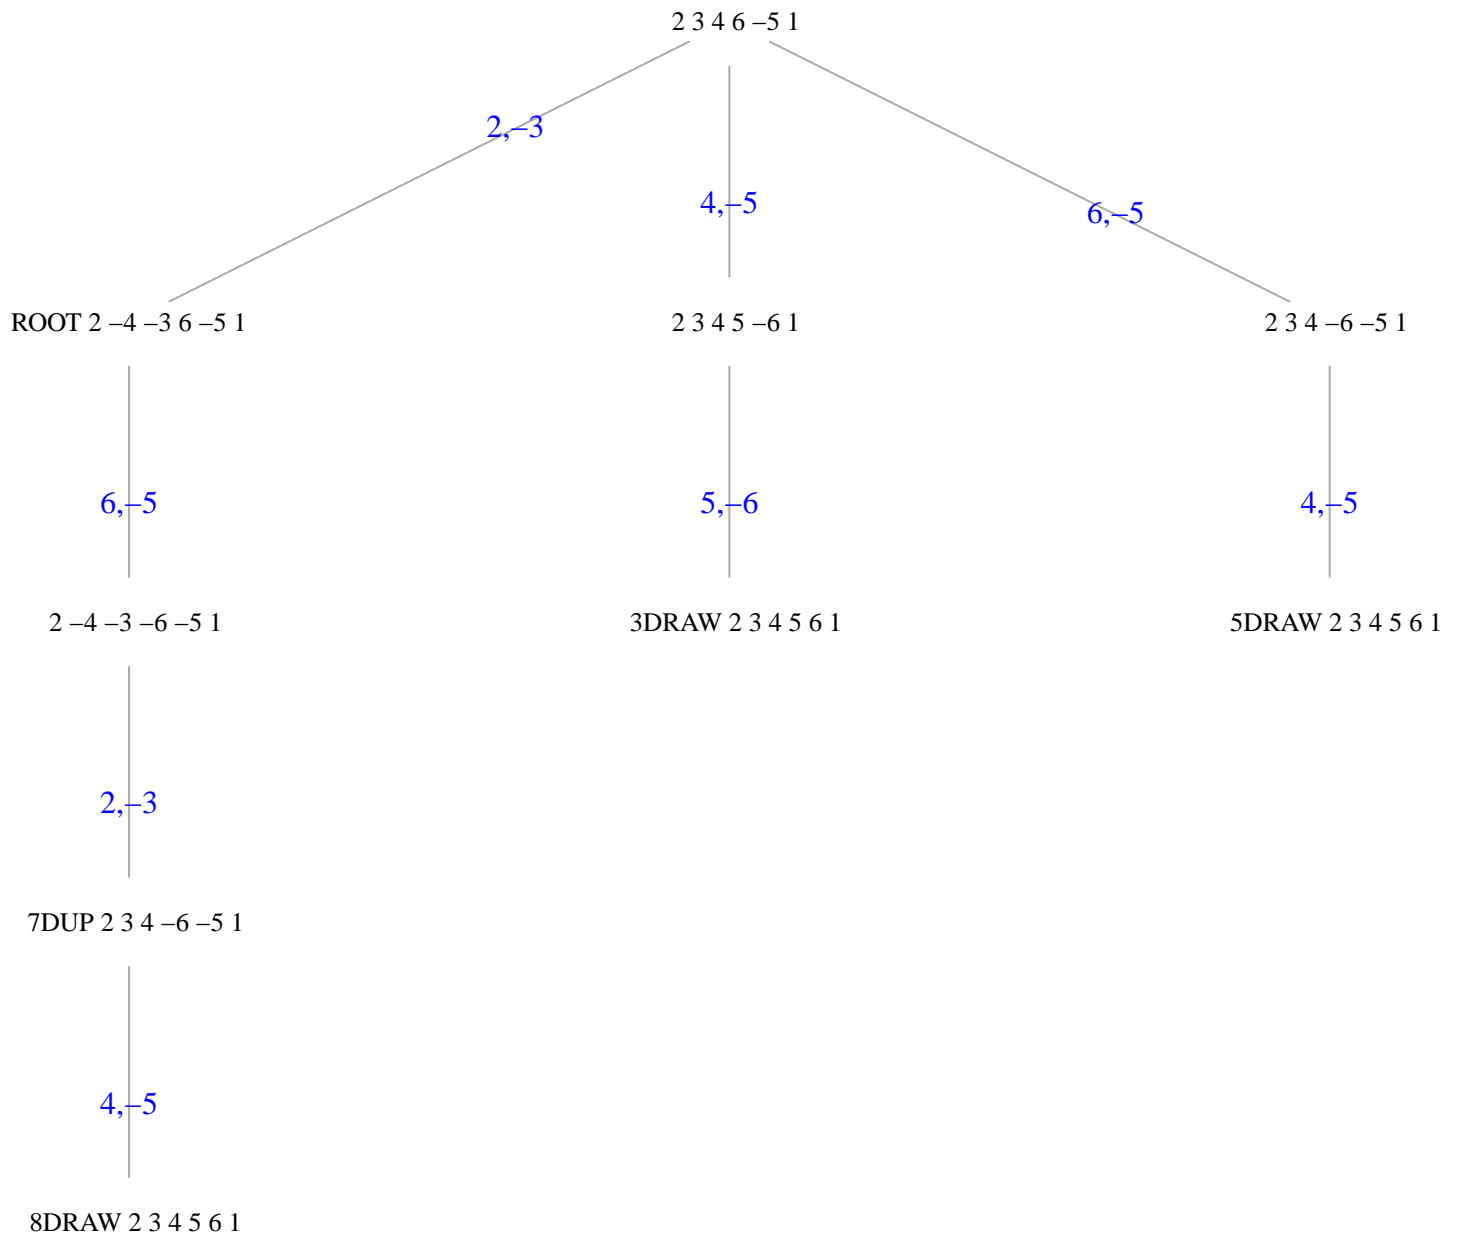 2 3 4 6 –5 1
2,–3
4,–5
6,–5
ROOT 2 –4 –3 6 –5 1
2 3 4 5 –6 1
2 3 4 –6 –5 1
6,–5
5,–6
4,–5
2 –4 –3 –6 –5 1
3DRAW 2 3 4 5 6 1
5DRAW 2 3 4 5 6 1
2,–3
7DUP 2 3 4 –6 –5 1
4,–5
8DRAW 2 3 4 5 6 1